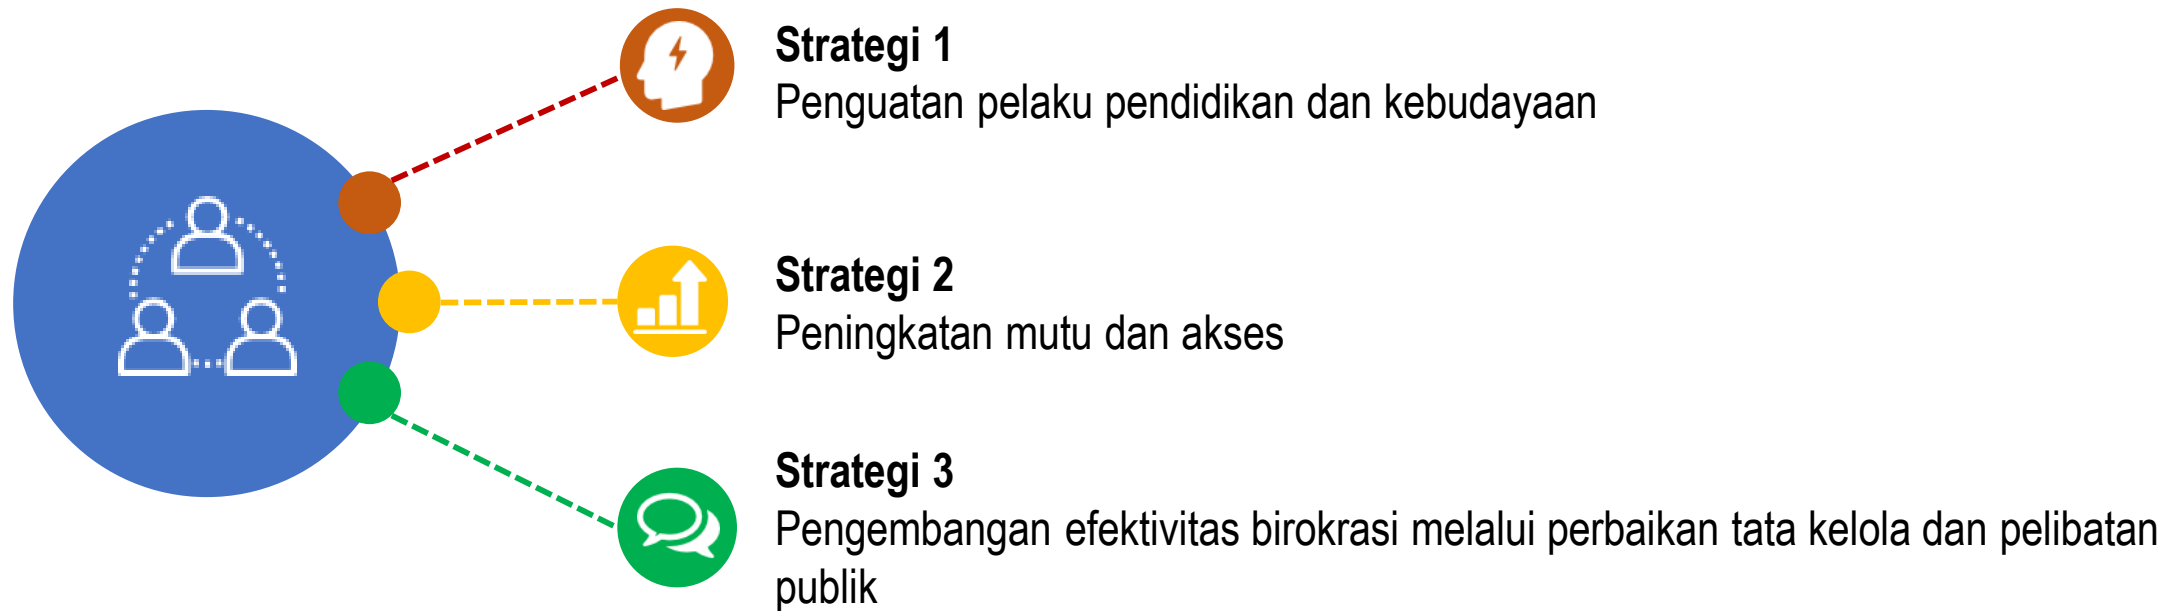 Strategi 1
Penguatan pelaku pendidikan dan kebudayaan
Strategi 2
Peningkatan mutu dan akses
Strategi 3
Pengembangan efektivitas birokrasi melalui perbaikan tata kelola dan pelibatan
publik